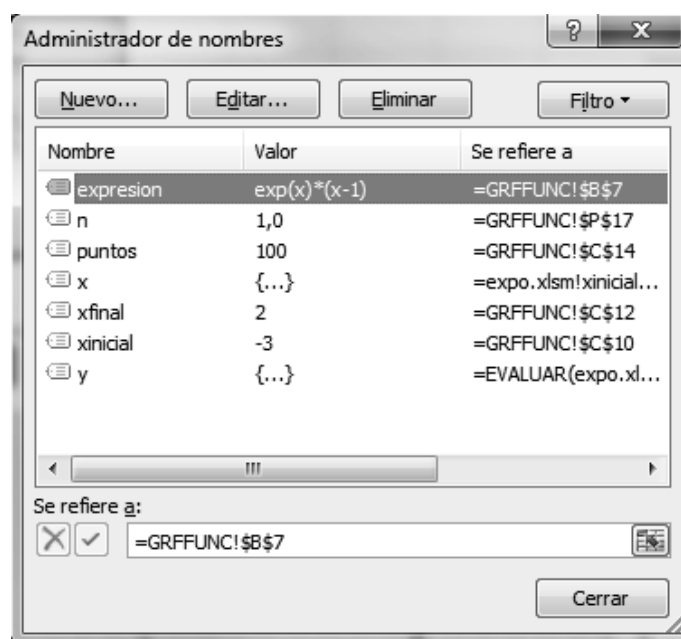 Administrador de nombres
Nuevo... Editar... Eliminar Filtro
Nombre Valor Se refiere a
expresion exp(x)*(x-1) =GRFFUNC!$B$7
n 1,0 =GRFFUNC!$P$17
puntos 100 =GRFFUNC!$C$14
x {...} =expo.xlsm!xinicial...
xfinal 2 =GRFFUNC!$C$12
xinicial -3 =GRFFUNC!$C$10
y {...} =EVALUAR(expo.xl...
Se refiere a:
=GRFFUNC!$B$7
Cerrar